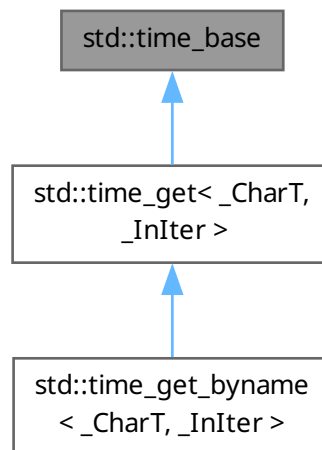 std::time_base
std::time_get< _CharT,
_InIter >
std::time_get_byname
< _CharT, _InIter >